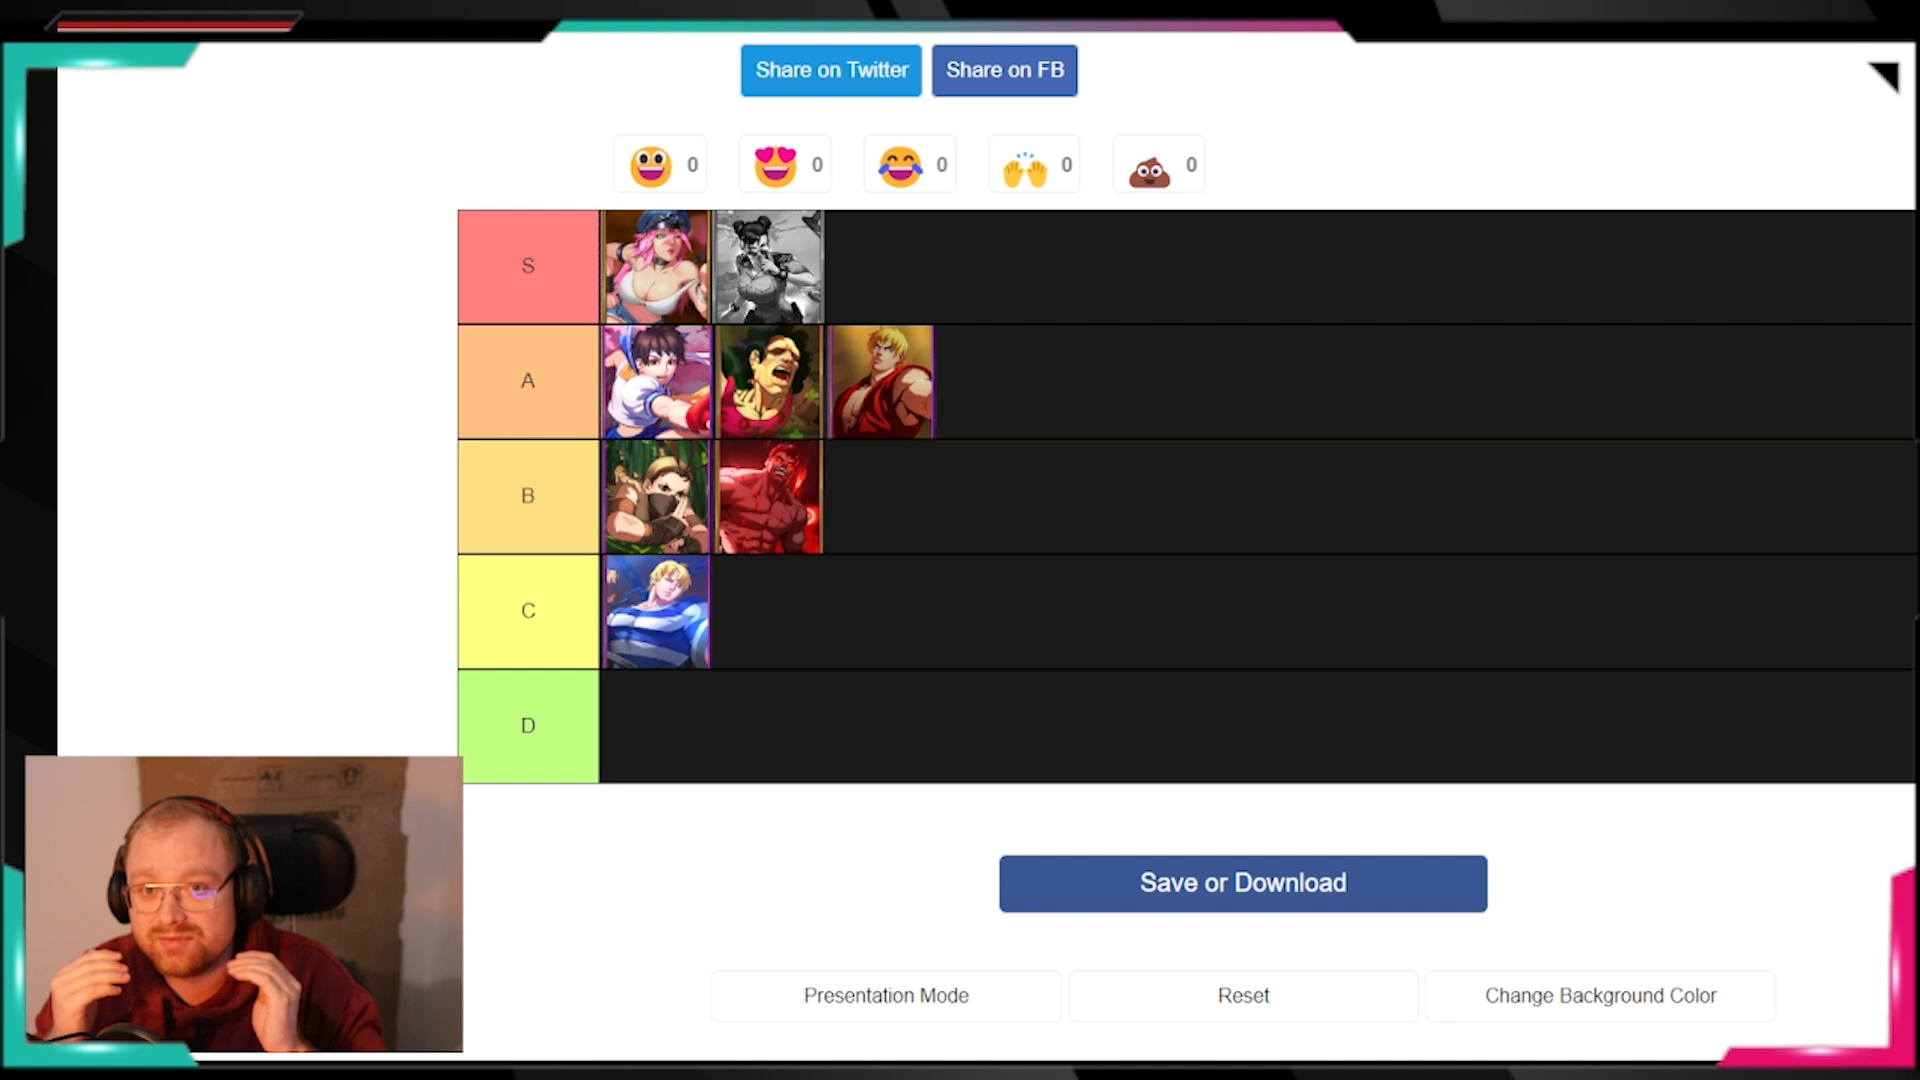 Share on Twitter Share on FB
0 0 0 0 0
S
A
B
C
D
Save or Download
Presentation Mode Reset Change Background Color